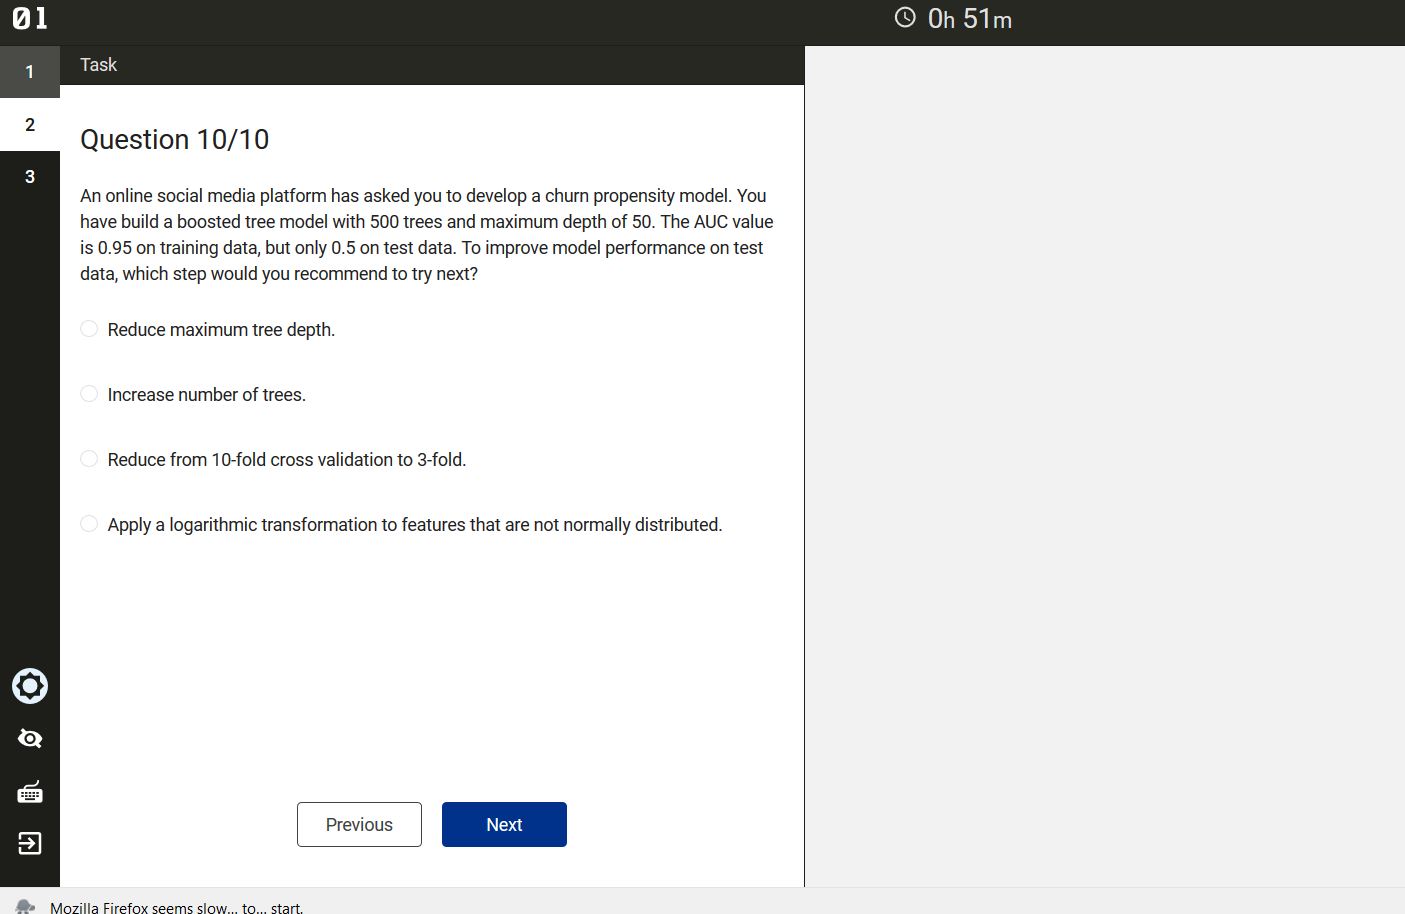 01
0h 51m
1
Task
2
Question 10/10
3
An online social media platform has asked you to develop a churn propensity model. You
have build a boosted tree model with 500 trees and maximum depth of 50. The AUC value
is 0.95 on training data, but only 0.5 on test data. To improve model performance on test
data, which step would you recommend to try next?
Reduce maximum tree depth.
Increase number of trees.
Reduce from 10-fold cross validation to 3-fold.
Apply a logarithmic transformation to features that are not normally distributed.
Previous
Next
Mozilla Firefox seems slow... to... start.